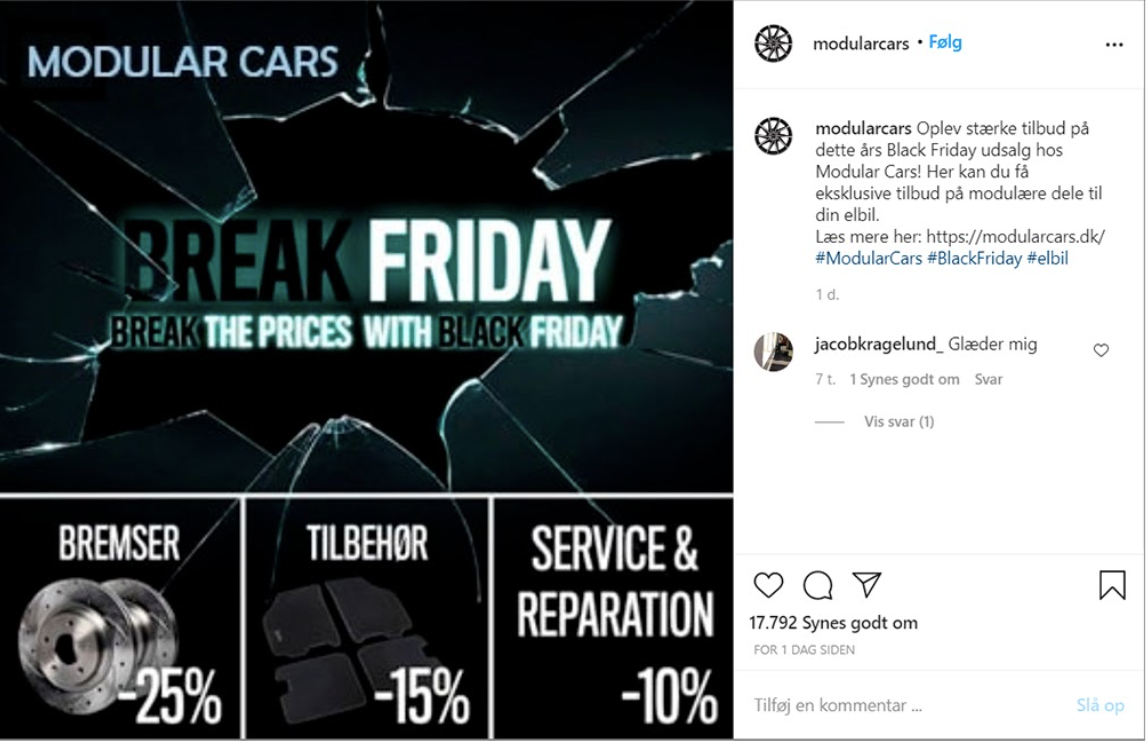 MODULAR CARS
BREAK FRIDAY
BREAK THE PRICES WITH BLACK FRIDAY
BREMSER
-25%
TILBEHØR
-15%
SERVICE &
REPARATION
-10%
modularcars • Følg
modularcars Oplev stærke tilbud på
dette års Black Friday udsalg hos
Modular Cars! Her kan du få
eksklusive tilbud på modulære dele til
din elbil.
Læs mere her: https://modularcars.dk/
#ModularCars #BlackFriday #elbil
1 d.
jacobkragelund_ Glæder mig
7 t. 1 Synes godt om Svar
Vis svar (1)
17.792 Synes godt om
FOR 1 DAG SIDEN
Tilføj en kommentar ... Slå op